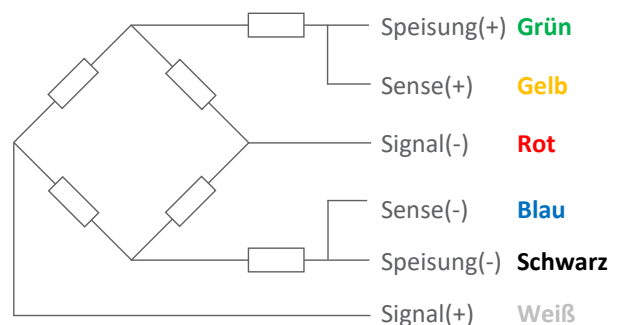 Speisung(+) Grün
Sense(+) Gelb
Signal(-) Rot
Sense(-) Blau
Speisung(-) Schwarz
Signal(+) Weiß